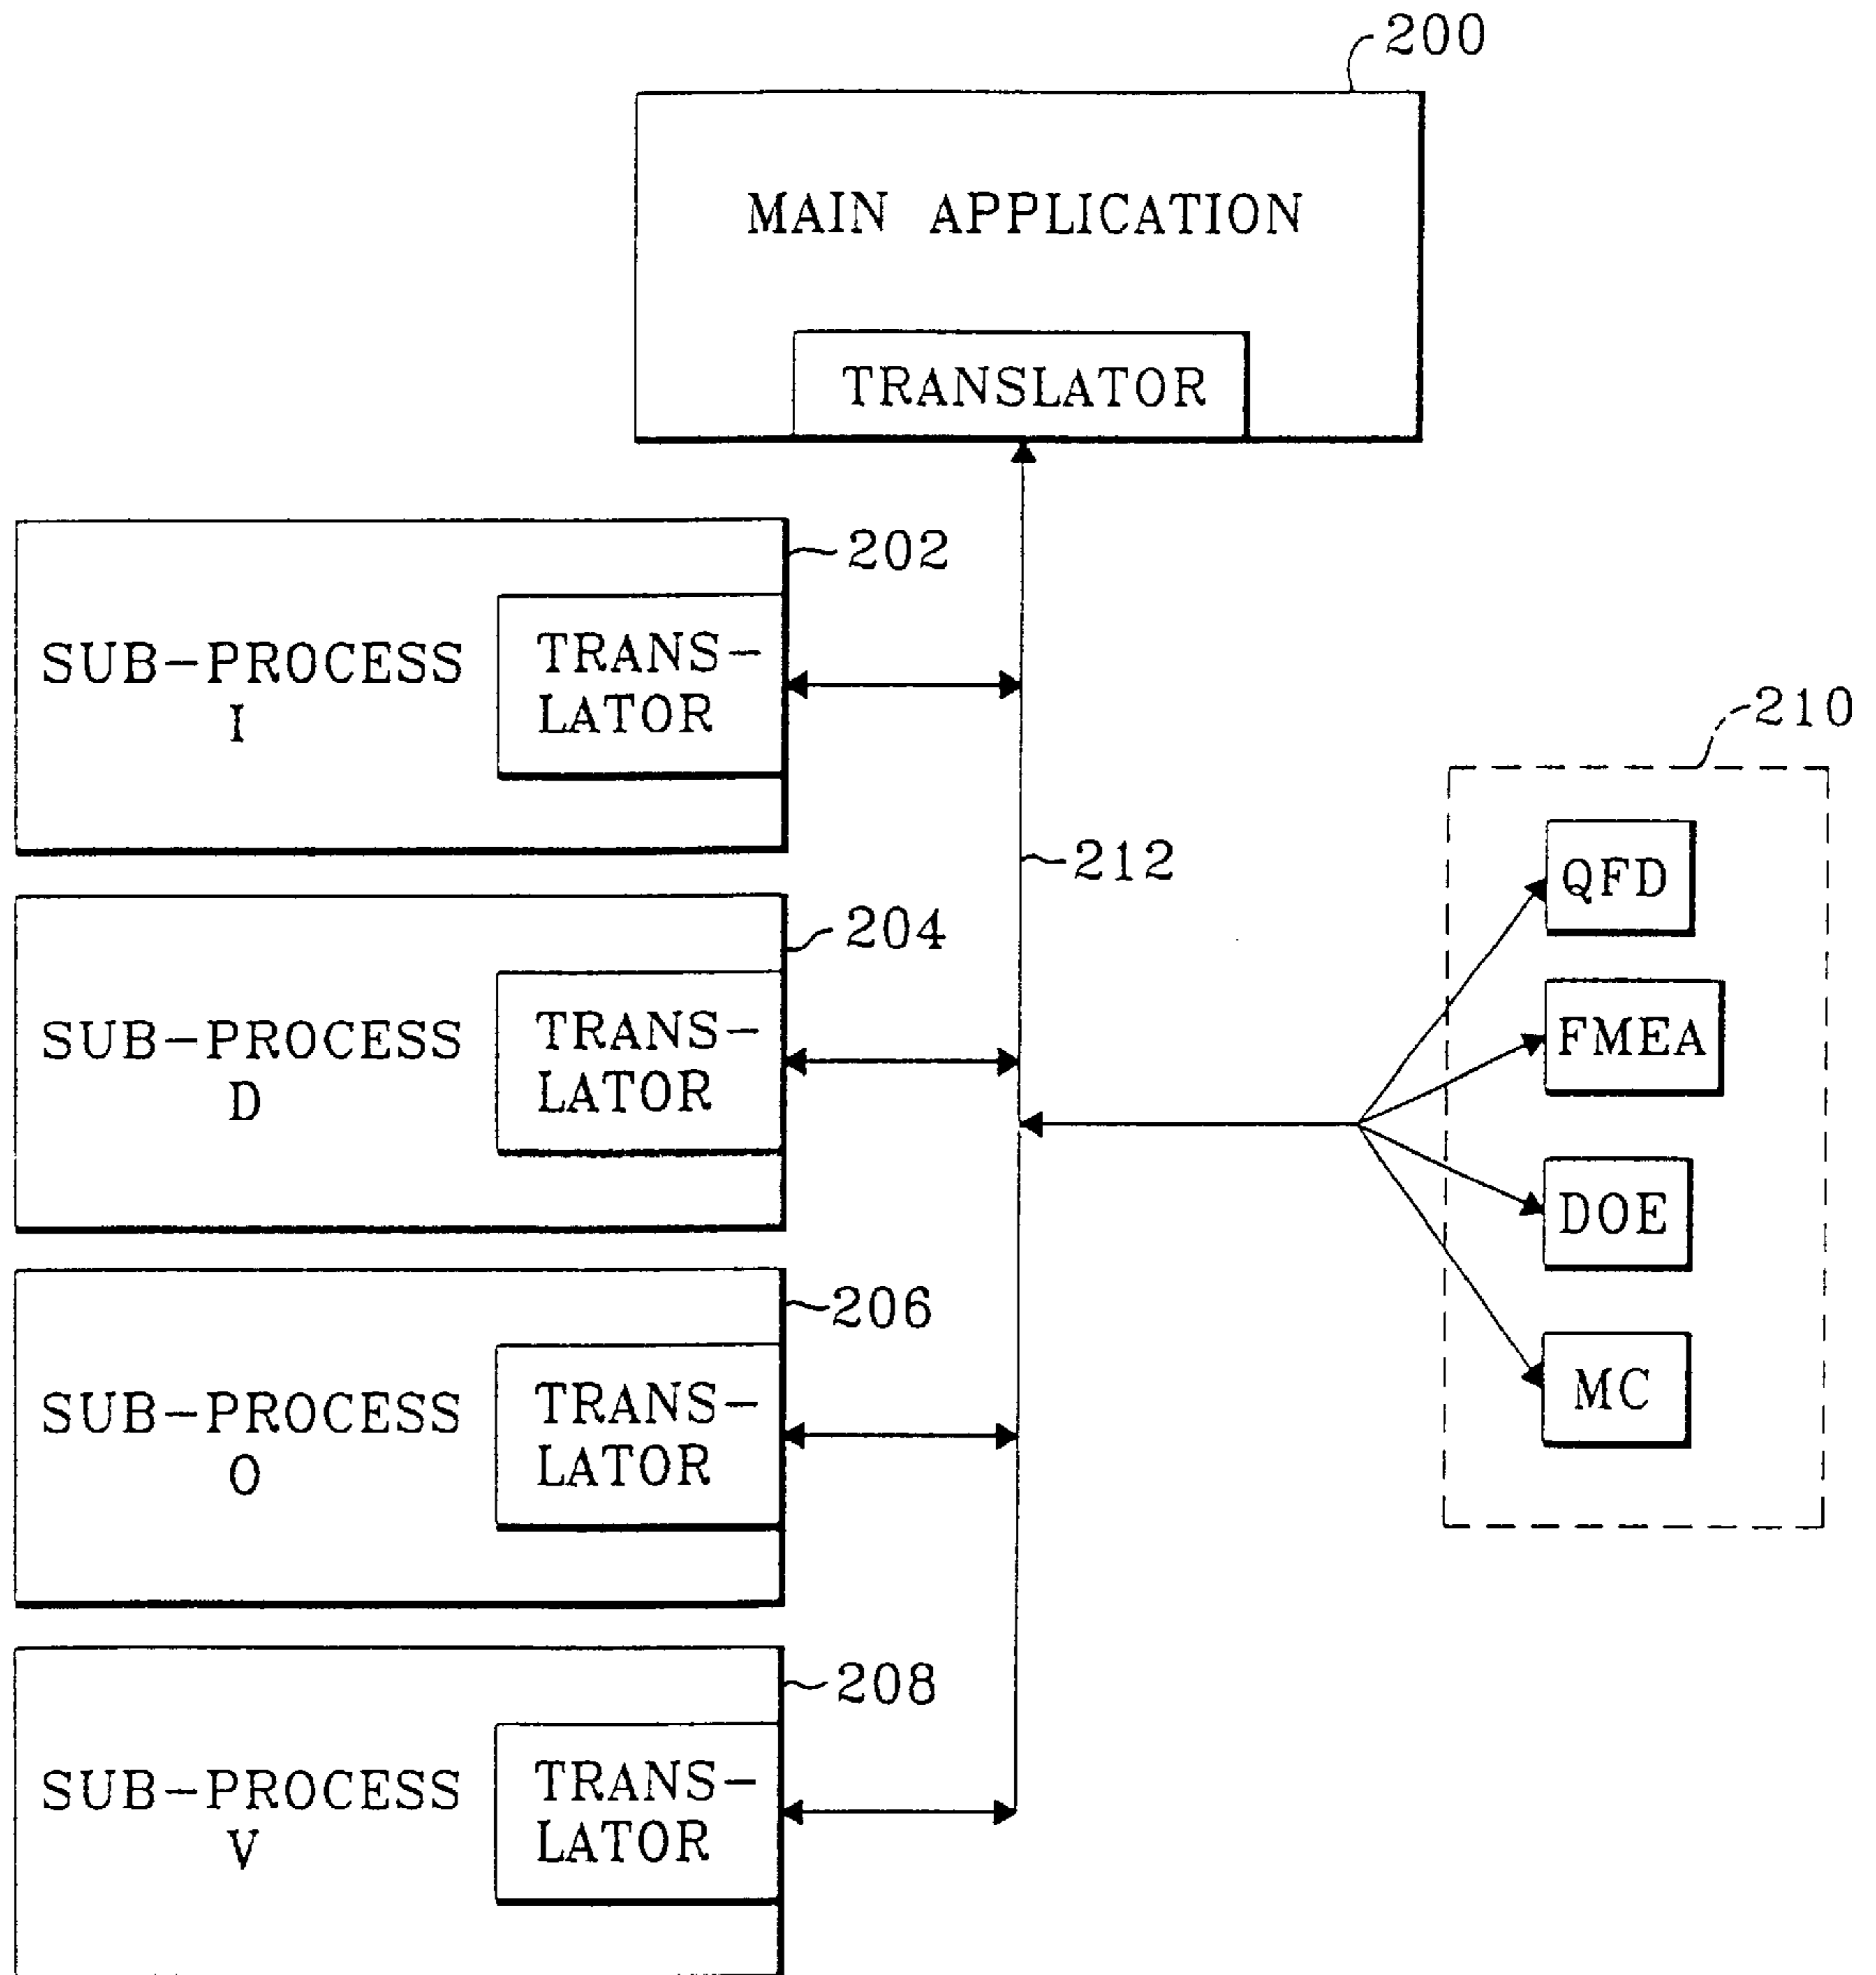 200
MAIN APPLICATION
TRANSLATOR
202
SUB-PROCESS
I
TRANS-
LATOR
204
SUB-PROCESS
D
TRANS-
LATOR
206
SUB-PROCESS
O
TRANS-
LATOR
208
SUB-PROCESS
V
TRANS-
LATOR
212
210
QFD
FMEA
DOE
MC